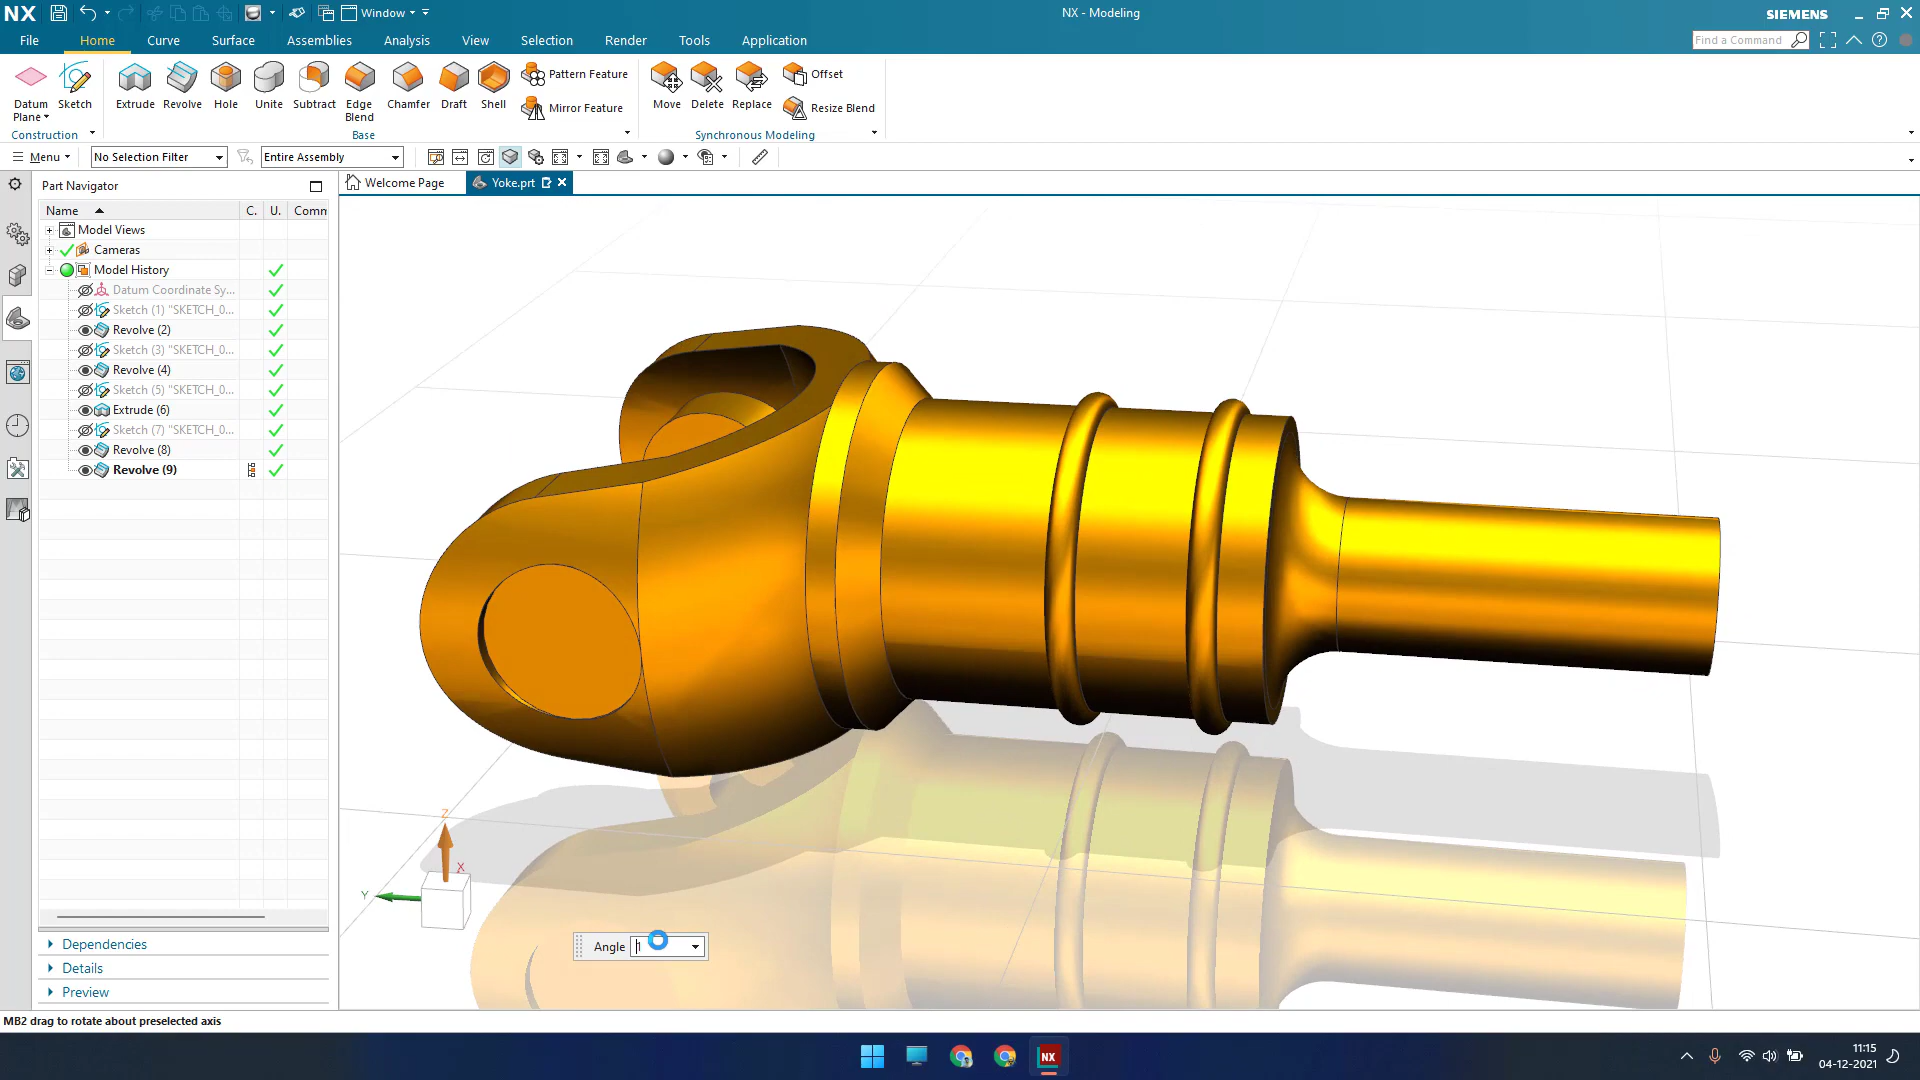 NX
Window
NX - Modeling
SIEMENS
File
Home
Curve
Surface
Assemblies
Analysis
View
Selection
Render
Tools
Application
Find a Command
Datum
Plane
Sketch
Extrude
Revolve
Hole
Unite
Subtract
Edge
Blend
Chamfer
Draft
Shell
Pattern Feature
Mirror Feature
Move
Delete
Replace
Offset
Resize Blend
Construction
Base
Synchronous Modeling
Menu
No Selection Filter
Entire Assembly
Part Navigator
Welcome Page
Yoke.prt
Name
C.
U.
Comm
Model Views
Cameras
Model History
Datum Coordinate Sy...
Sketch (1) "SKETCH_0...
Revolve (2)
Sketch (3) "SKETCH_0...
Revolve (4)
Sketch (5) "SKETCH_0...
Extrude (6)
Sketch (7) "SKETCH_0...
Revolve (8)
Revolve (9)
Z
X
Y
Angle 1
Dependencies
Details
Preview
MB2 drag to rotate about preselected axis
NX
11:15
04-12-2021